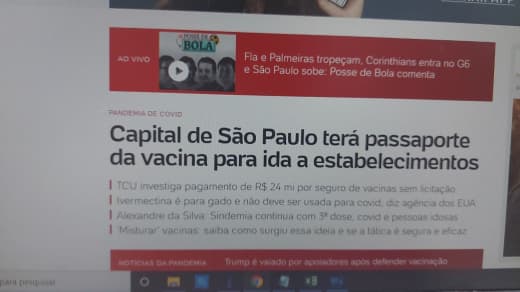 POSSE DE
BOLA
AO VIVO
Fla e Palmeiras tropeçam, Corinthians entra no G6
e São Paulo sobe: Posse de Bola comenta
PANDEMIA DE COVID
Capital de São Paulo terá passaporte
da vacina para ida a estabelecimentos
TCU investiga pagamento de R$ 24 mi por seguro de vacinas sem licitação
Ivermectina é para gado e não deve ser usada para covid, diz agência dos EUA
Alexandre da Silva: Sindemia continua com 3ª dose, covid e pessoas idosas
'Misturar' vacinas: saiba como surgiu essa ideia e se a tática é segura e eficaz
NOTÍCIAS DA PANDEMIA
Trump é vaiado por apoiadores após defender vacinação
para pesquisar